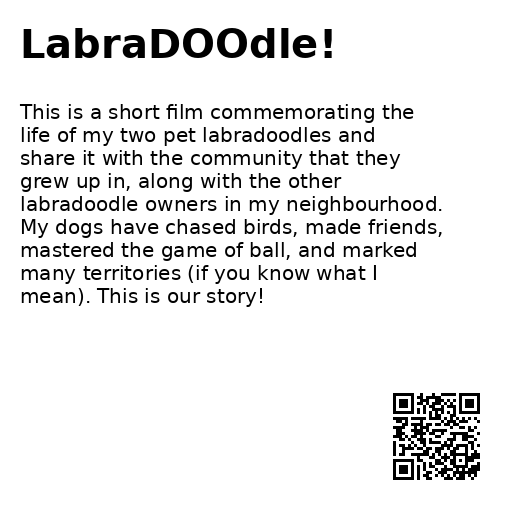 LabraDOOdle!
This is a short film commemorating the
life of my two pet labradoodles and
share it with the community that they
grew up in, along with the other
labradoodle owners in my neighbourhood.
My dogs have chased birds, made friends,
mastered the game of ball, and marked
many territories (if you know what I
mean). This is our story!